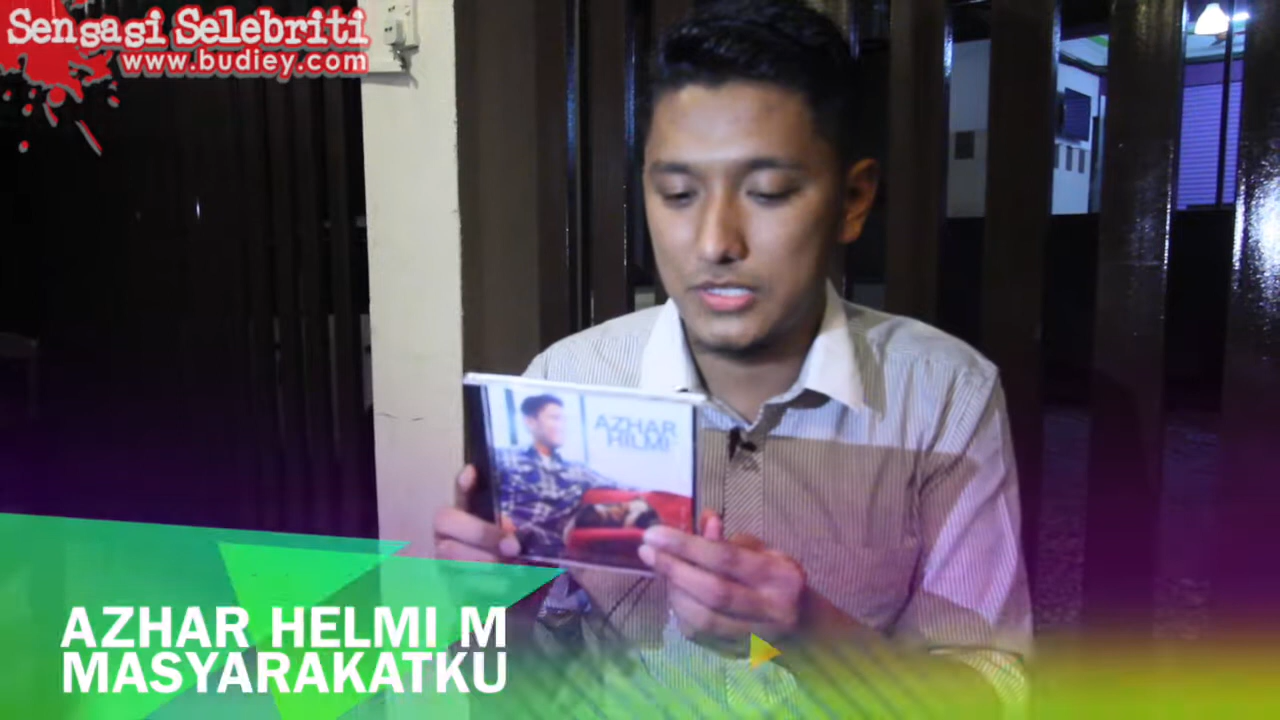 Sensasi Selebriti
www.budiey.com
AZHAR
HILMI
AZHAR HELMI M
MASYARAKATKU